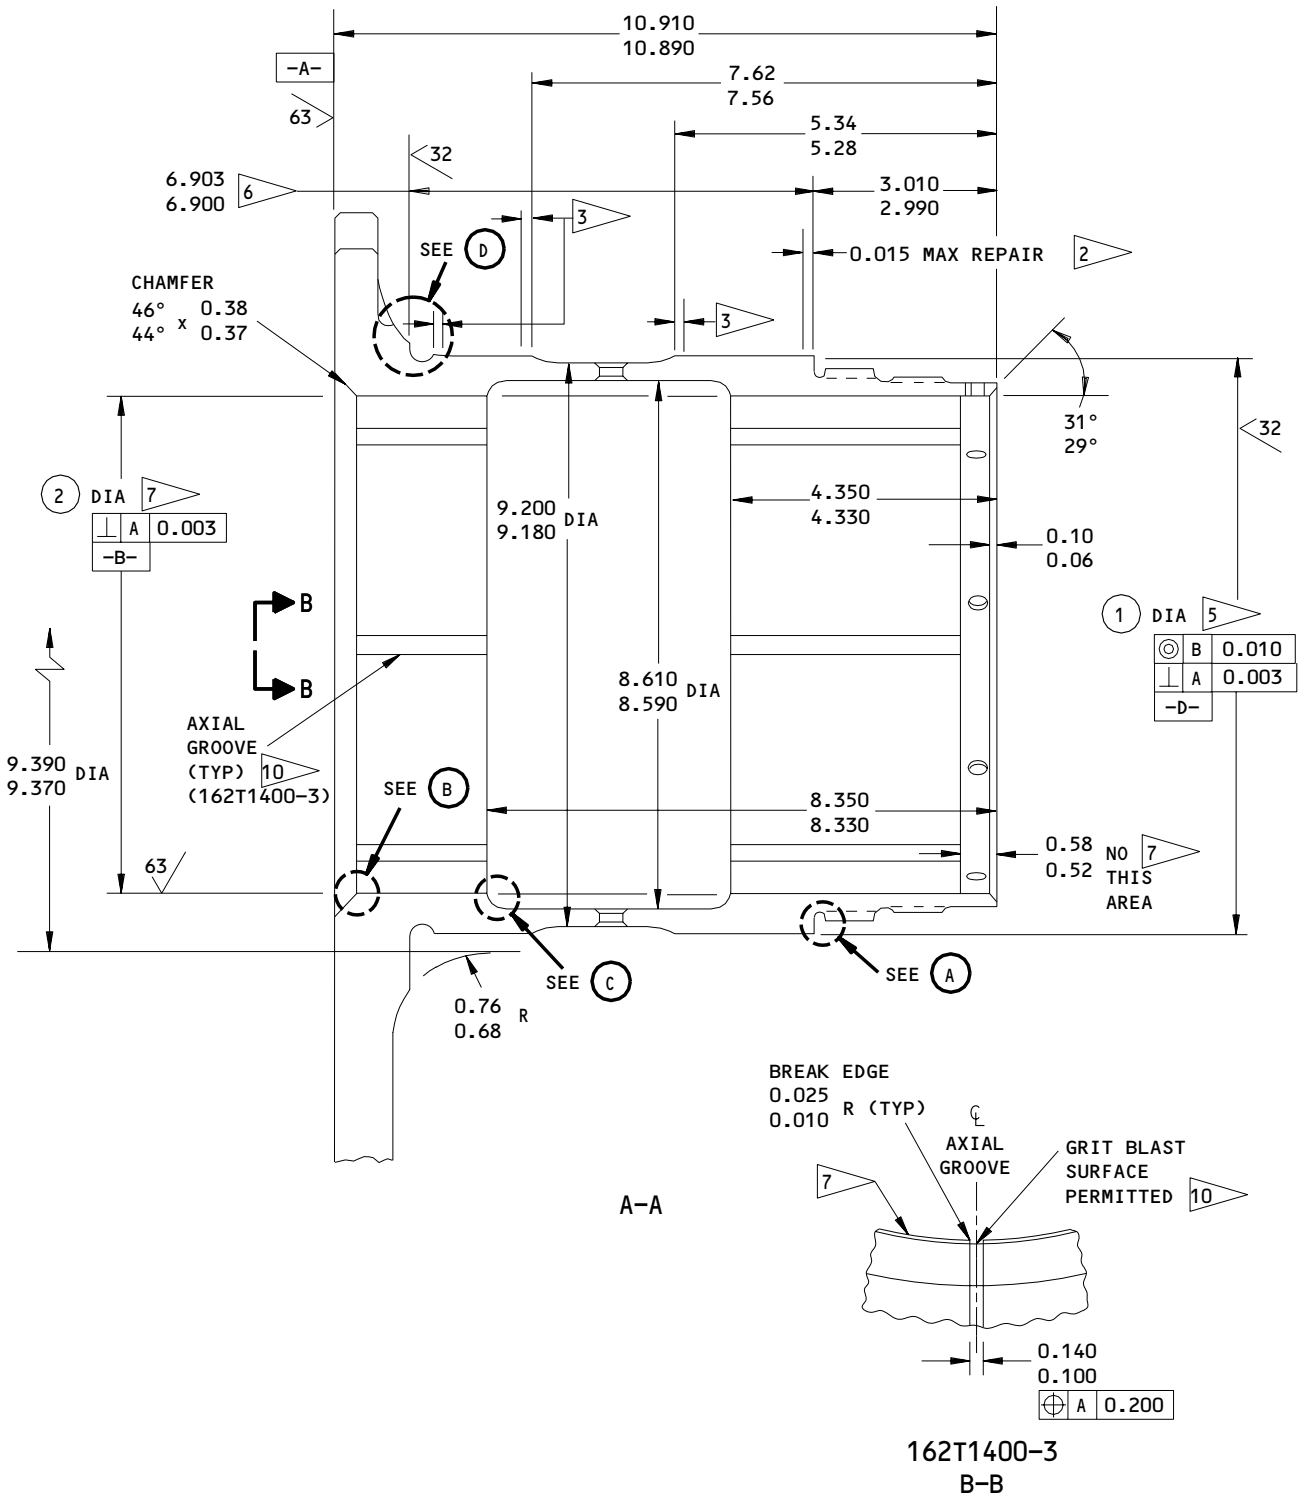 10.910
10.890
-A-
7.62
7.56
63
5.34
5.28
32
6.903
6.900
6
3.010
2.990
3
SEE D
0.015 MAX REPAIR 2
CHAMFER
46° x 0.38
44° 0.37
3
31°
29°
32
2 DIA 7
⊥ A 0.003
-B-
9.200
9.180 DIA
4.350
4.330
0.10
0.06
B
1 DIA 5
◎ B 0.010
⊥ A 0.003
-D-
B
8.610
8.590 DIA
AXIAL
GROOVE
(TYP) 10
(162T1400-3)
9.390
9.370 DIA
SEE B
8.350
8.330
63
0.58
0.52
NO 7
THIS
AREA
SEE C
SEE A
0.76
0.68 R
BREAK EDGE
0.025
0.010 R (TYP)
℄
AXIAL
GROOVE
GRIT BLAST
SURFACE
PERMITTED 10
7
A-A
0.140
0.100
⌖ A 0.200
162T1400-3
B-B